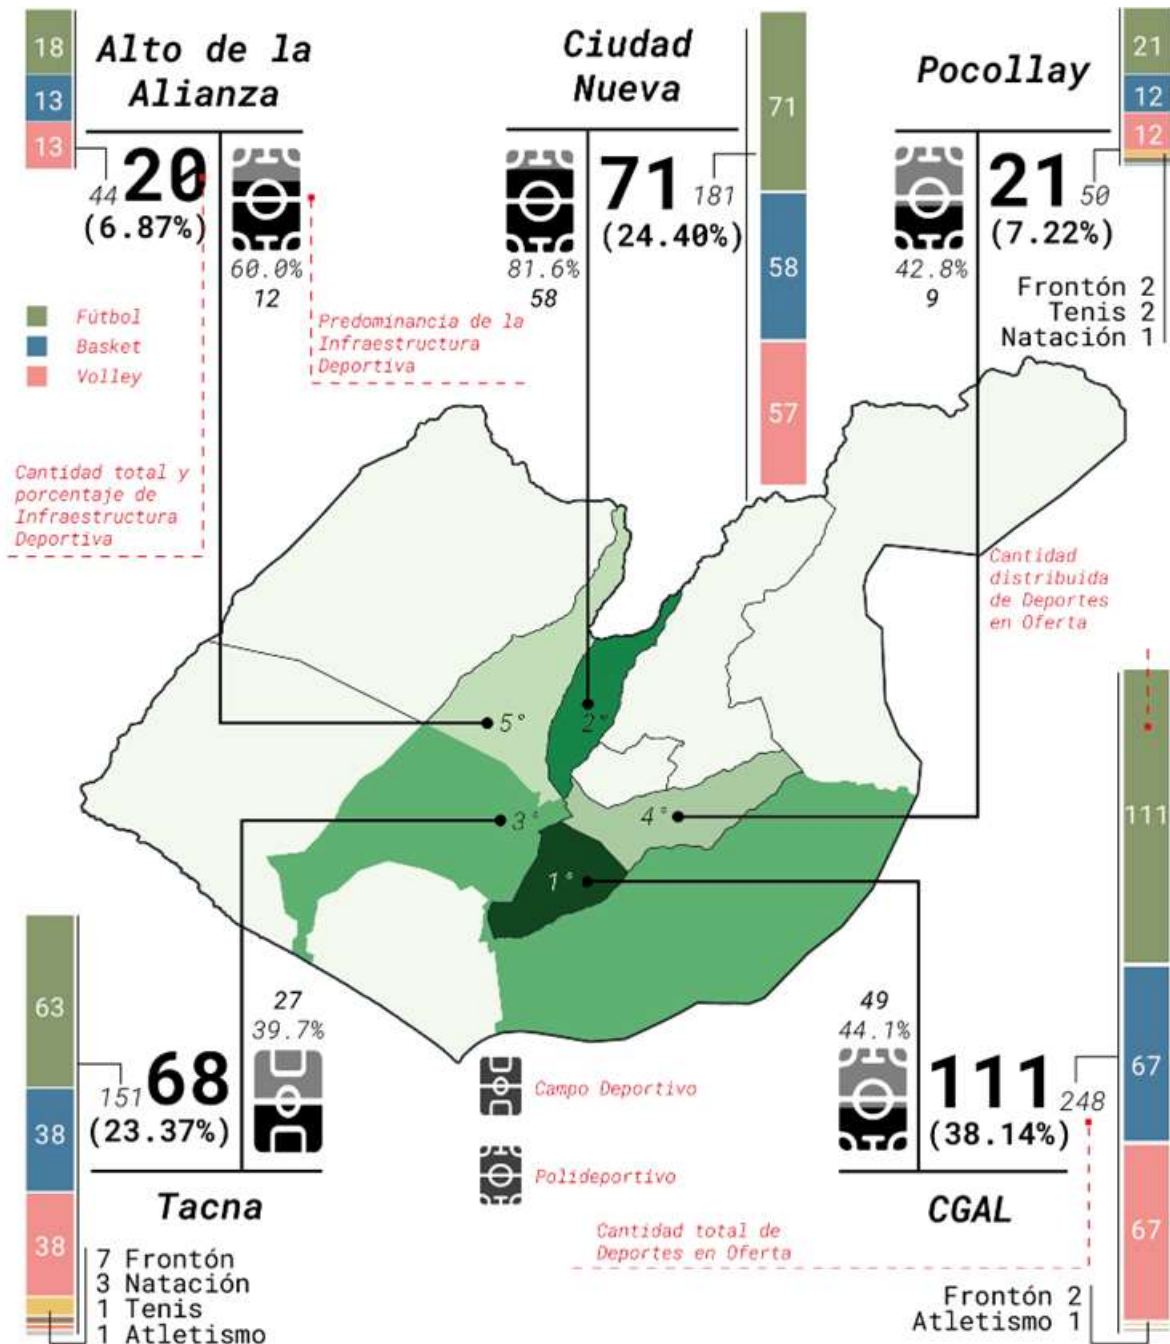 18
13
13
Alto de la
Alianza
44
20
(6.87%)
60.0%
12
Ciudad
Nueva
71
181
(24.40%)
81.6%
58
71
58
57
Pocollay
21
12
12
21
50
(7.22%)
42.8%
9
Frontón 2
Tenis 2
Natación 1
Fútbol
Basket
Volley
Predominancia de la
Infraestructura
Deportiva
Cantidad total y
porcentaje de
Infraestructura
Deportiva
Cantidad
distribuida
de Deportes
en Oferta
5°
2°
3°
4°
1°
63
38
38
27
39.7%
151
68
(23.37%)
Tacna
7 Frontón
3 Natación
1 Tenis
1 Atletismo
Campo Deportivo
Polideportivo
49
44.1%
111
248
(38.14%)
CGAL
Cantidad total de
Deportes en Oferta
111
67
67
Frontón 2
Atletismo 1